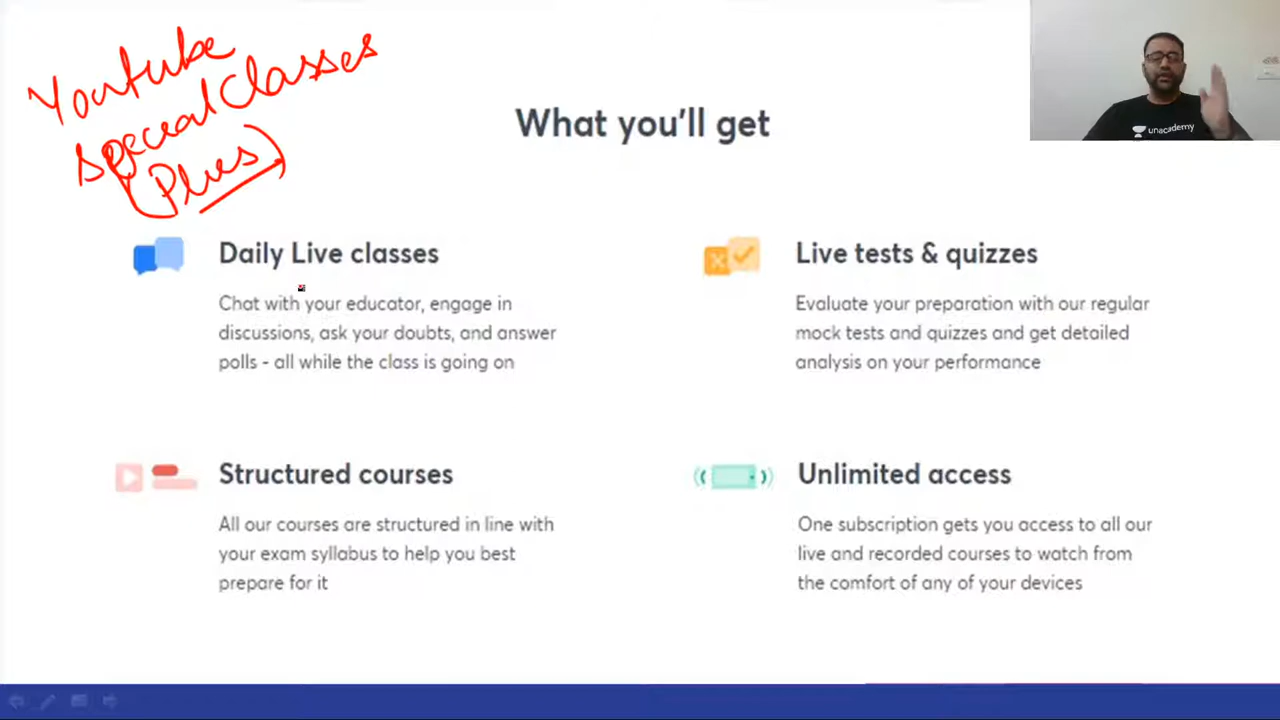 Youtube
special Classes
(Plus)
unacademy
What you'll get
Daily Live classes
Chat with your educator, engage in
discussions, ask your doubts, and answer
polls - all while the class is going on
Live tests & quizzes
Evaluate your preparation with our regular
mock tests and quizzes and get detailed
analysis on your performance
Structured courses
All our courses are structured in line with
your exam syllabus to help you best
prepare for it
Unlimited access
One subscription gets you access to all our
live and recorded courses to watch from
the comfort of any of your devices